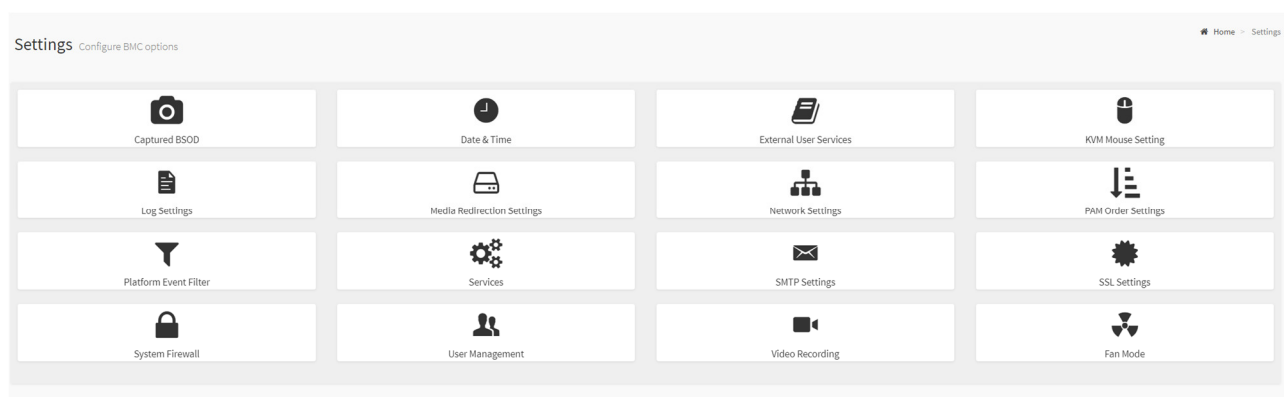 Settings Configure BMC options
Home > Settings
Captured BSOD
Date & Time
External User Services
KVM Mouse Setting
Log Settings
Media Redirection Settings
Network Settings
PAM Order Settings
Platform Event Filter
Services
SMTP Settings
SSL Settings
System Firewall
User Management
Video Recording
Fan Mode